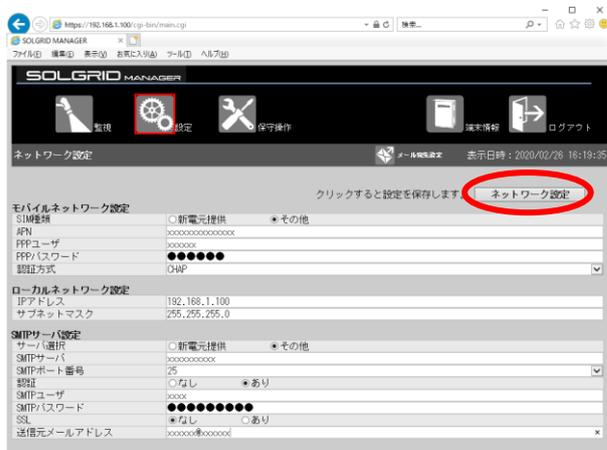 https://192.168.1.100/cgi-bin/main.cgi
検索...
SOLGRID MANAGER
ファイル(F) 編集(E) 表示(V) お気に入り(A) ツール(T) ヘルプ(H)
SOLGRID MANAGER
監視 設定 保守操作 端末情報 ログアウト
ネットワーク設定 表示日時：2020/02/26 16:19:35
クリックすると設定を保存します。 ネットワーク設定
モバイルネットワーク設定
SIM種類 ○新電元提供 ◉その他
APN xxxxxxxxxxxxxx
PPPユーザ xxxxxx
PPPパスワード ●●●●●●
認証方式 CHAP
ローカルネットワーク設定
IPアドレス 192.168.1.100
サブネットマスク 255.255.255.0
SMTPサーバ設定
サーバ選択 ○新電元提供 ◉その他
SMTPサーバ xxxxxxxxxx
SMTPポート番号 25
認証 ○なし ◉あり
SMTPユーザ xxxx
SMTPパスワード ●●●●●●●●●
SSL ◉なし ○あり
送信元メールアドレス xxxxxx@xxxxxx